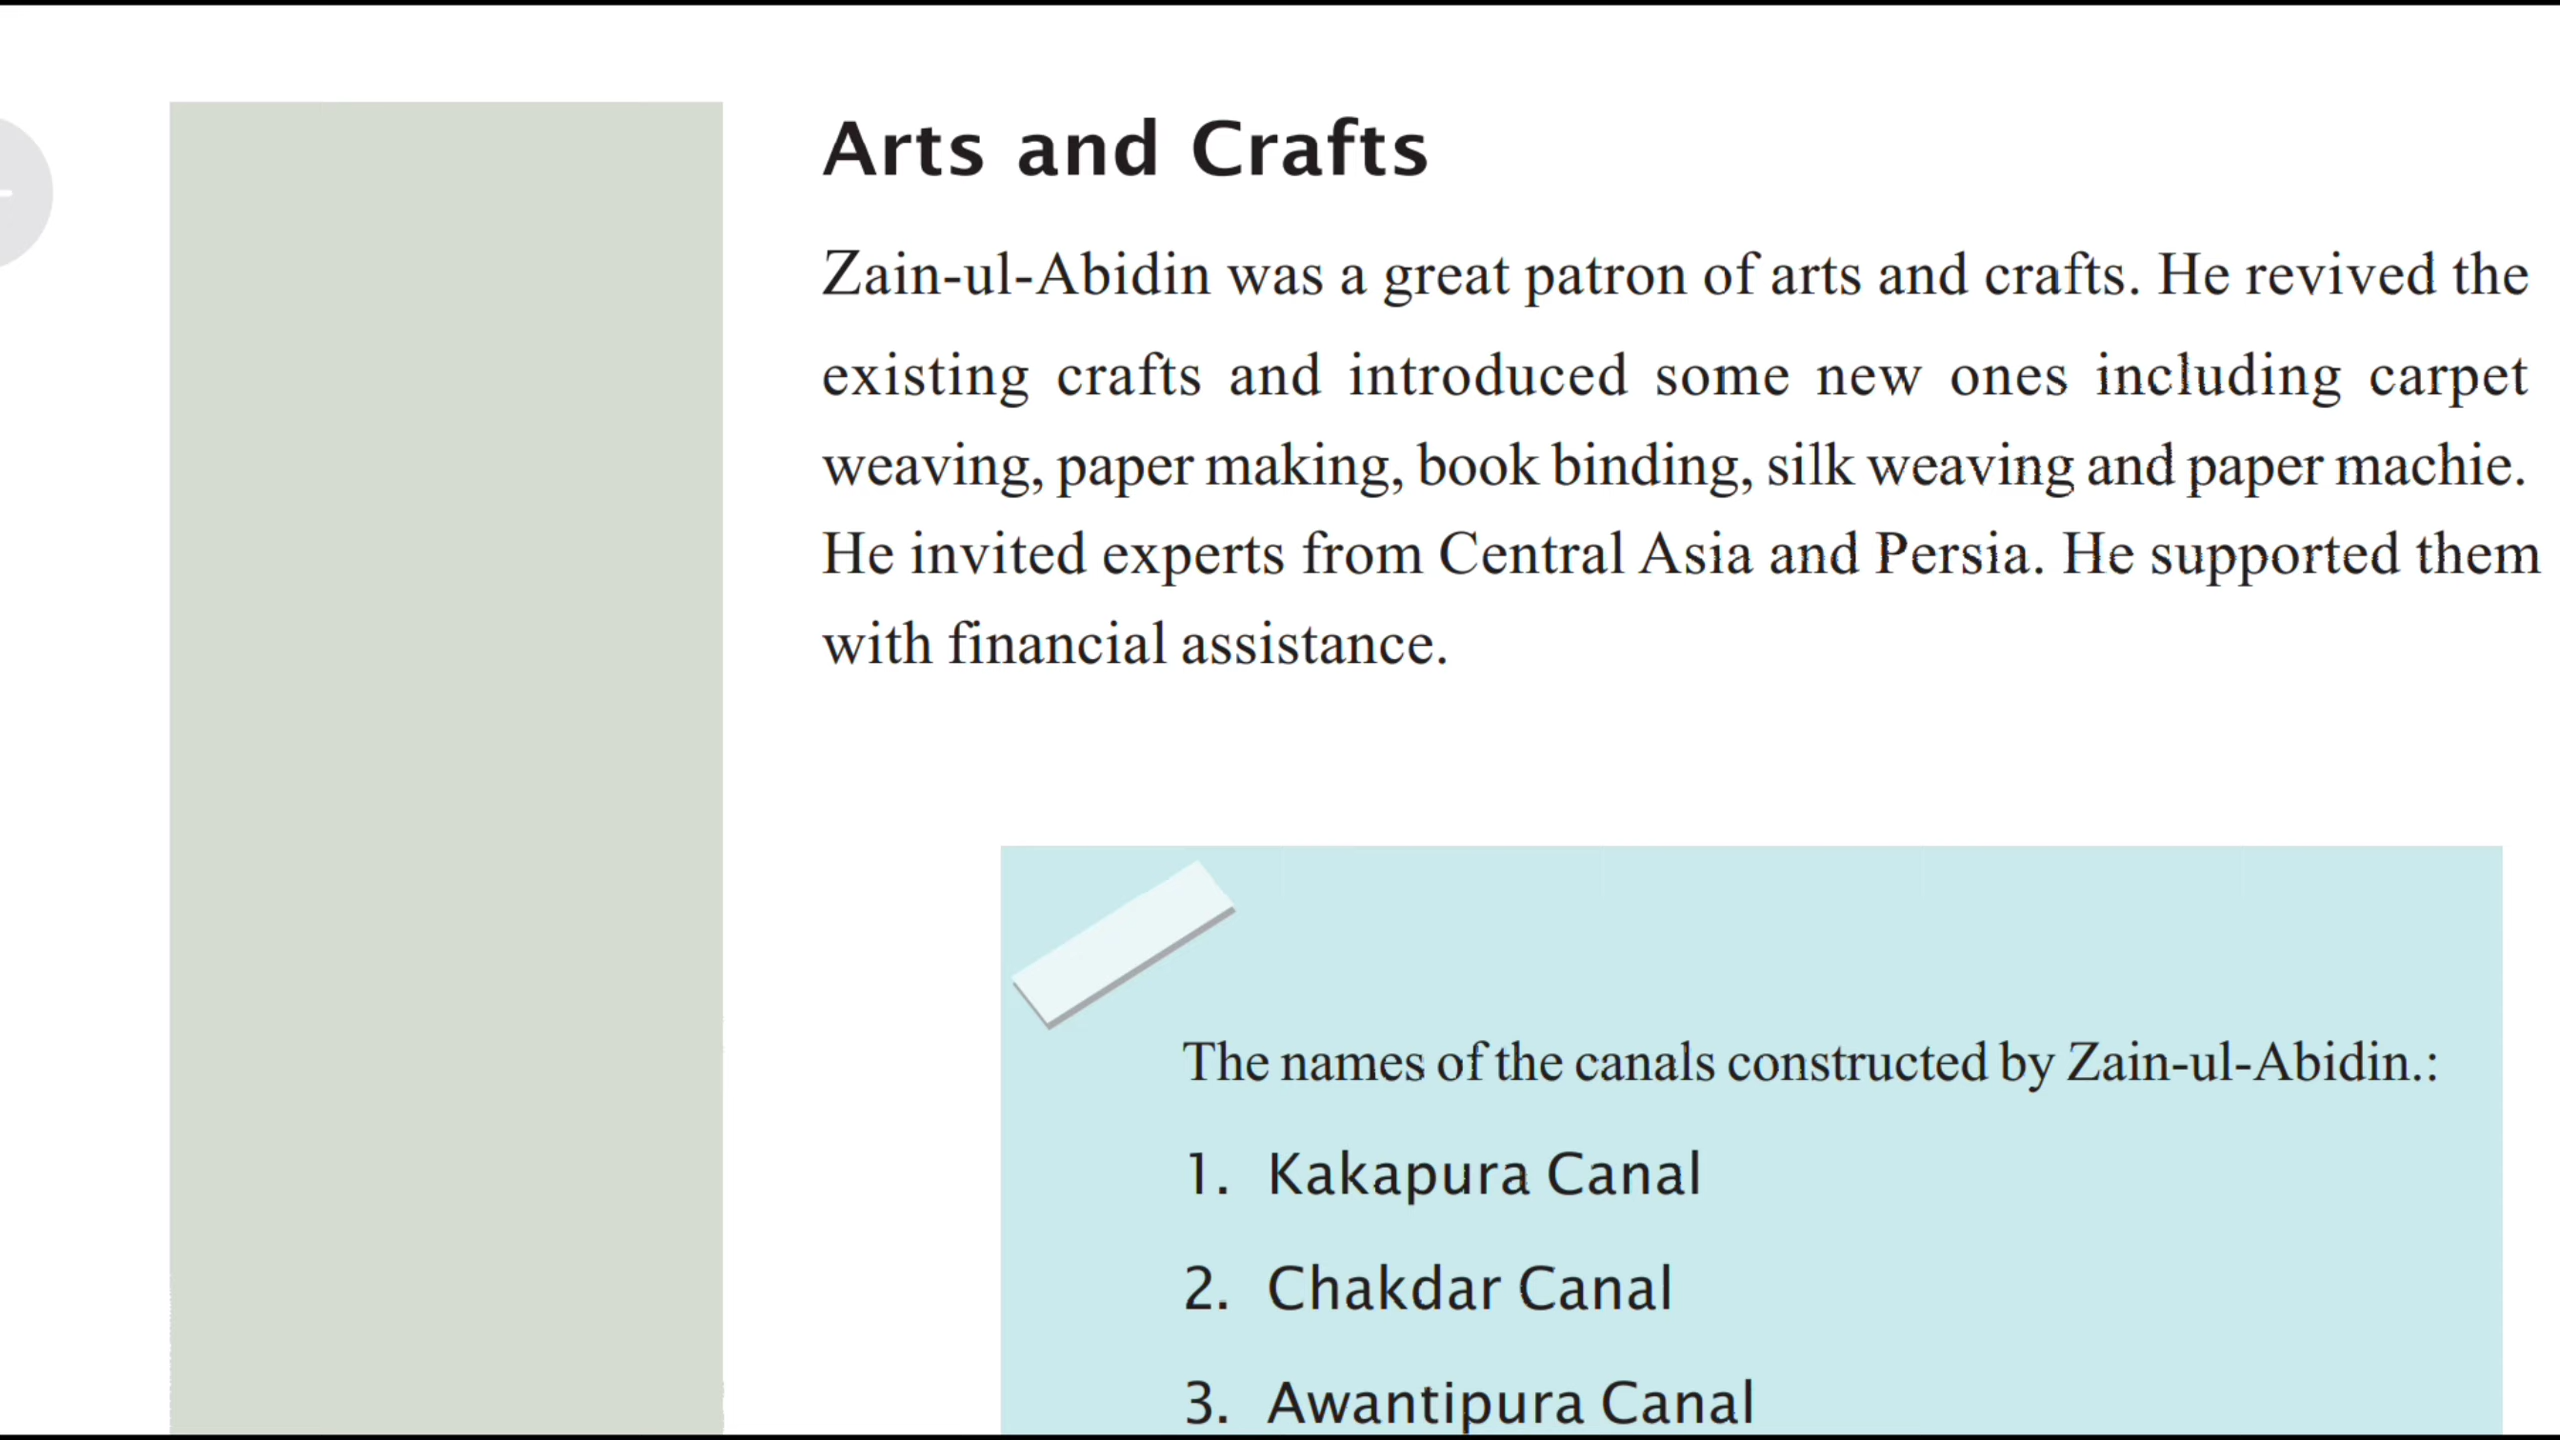 Arts and Crafts
Zain-ul-Abidin was a great patron of arts and crafts. He revived the
existing crafts and introduced some new ones including carpet
weaving, paper making, book binding, silk weaving and paper machie.
He invited experts from Central Asia and Persia. He supported them
with financial assistance.
The names of the canals constructed by Zain-ul-Abidin.:
1. Kakapura Canal
2. Chakdar Canal
3. Awantipura Canal